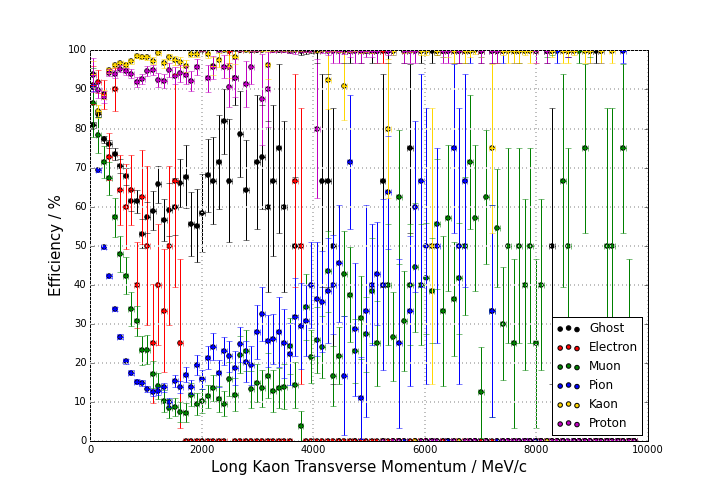 100
90
80
70
60
50
40
30
20
10
0
Efficiency / %
Ghost
Electron
Muon
Pion
Kaon
Proton
0 2000 4000 6000 8000 10000
Long Kaon Transverse Momentum / MeV/c